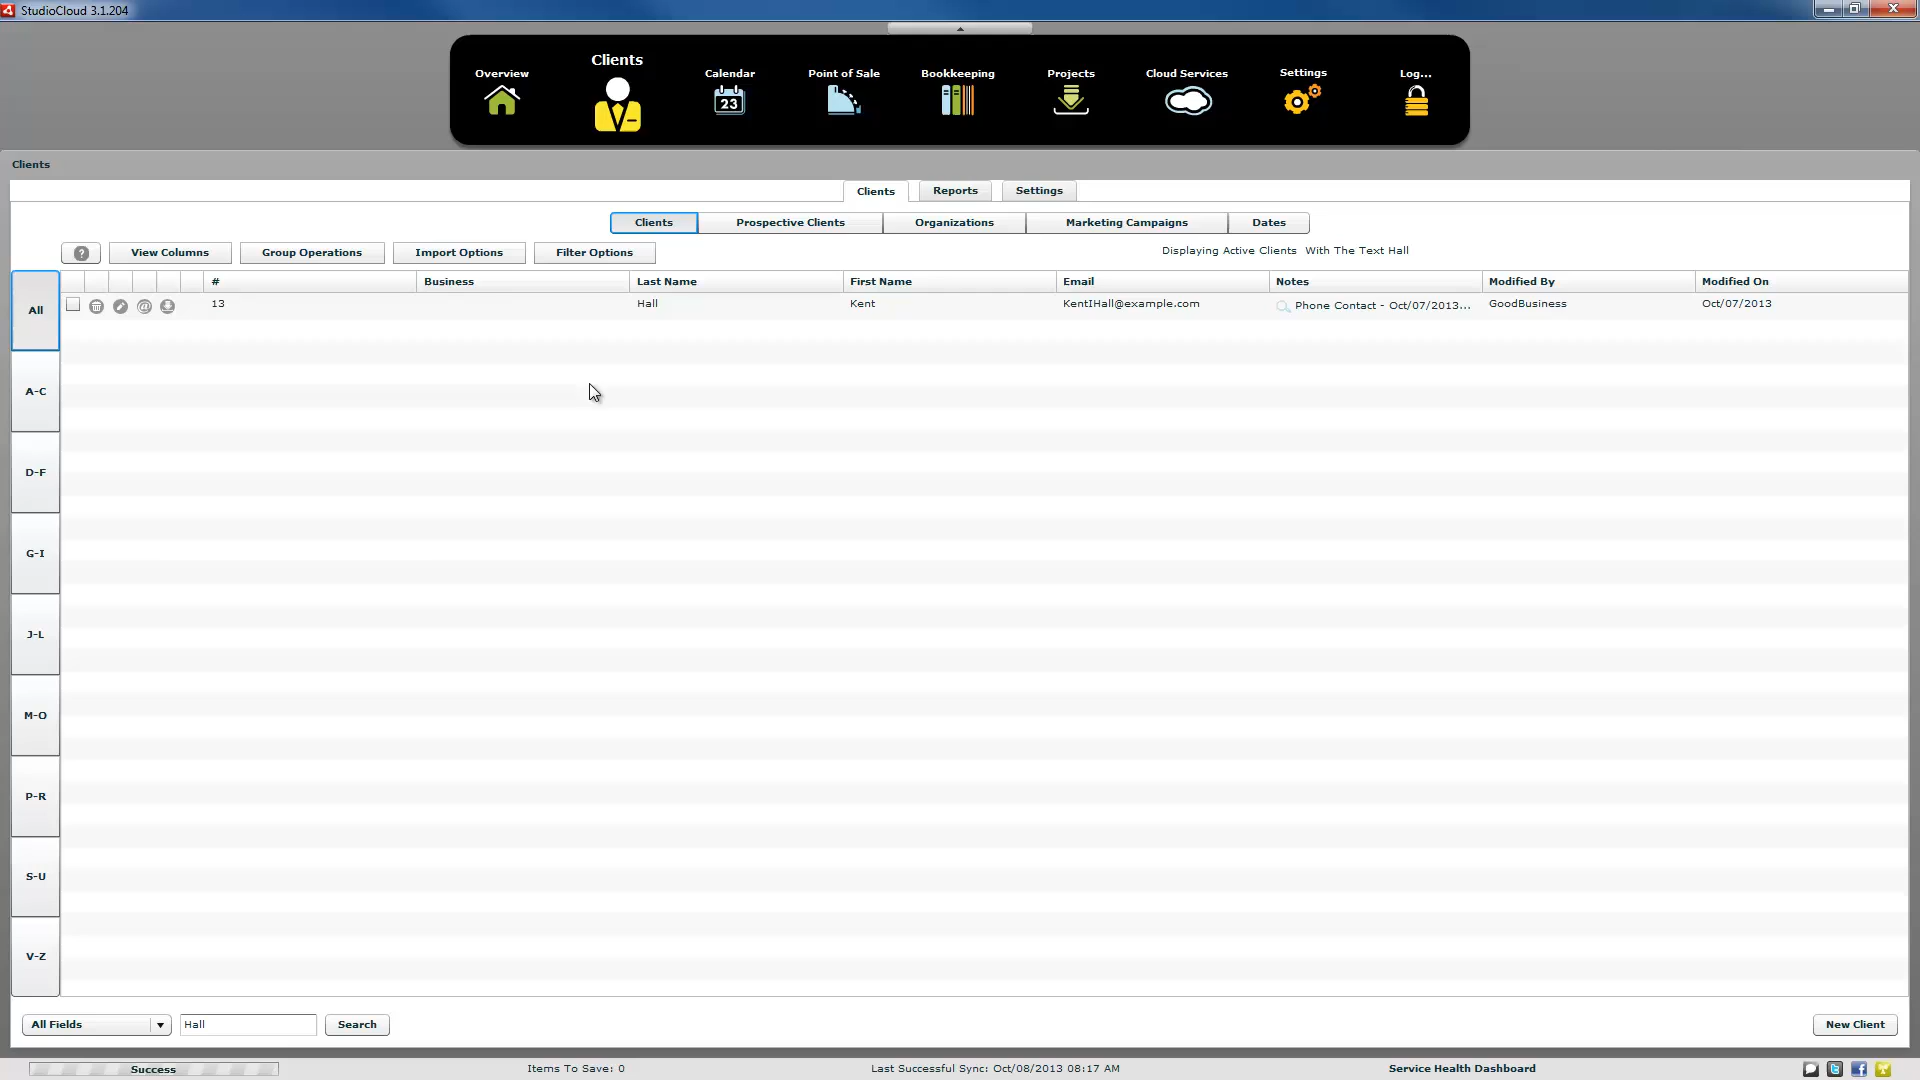 StudioCloud 3.1.204
Overview
Clients
Calendar
23
Point of Sale
Bookkeeping
Projects
Cloud Services
Settings
Log...
Clients
Clients
Reports
Settings
Clients
Prospective Clients
Organizations
Marketing Campaigns
Dates
?
View Columns
Group Operations
Import Options
Filter Options
Displaying Active Clients  With The Text Hall
# Business Last Name First Name Email Notes Modified By Modified On
13 Hall Kent KentIHall@example.com Phone Contact - Oct/07/2013... GoodBusiness Oct/07/2013
All
A-C
D-F
G-I
J-L
M-O
P-R
S-U
V-Z
All Fields
Hall
Search
New Client
Success
Items To Save: 0
Last Successful Sync: Oct/08/2013 08:17 AM
Service Health Dashboard